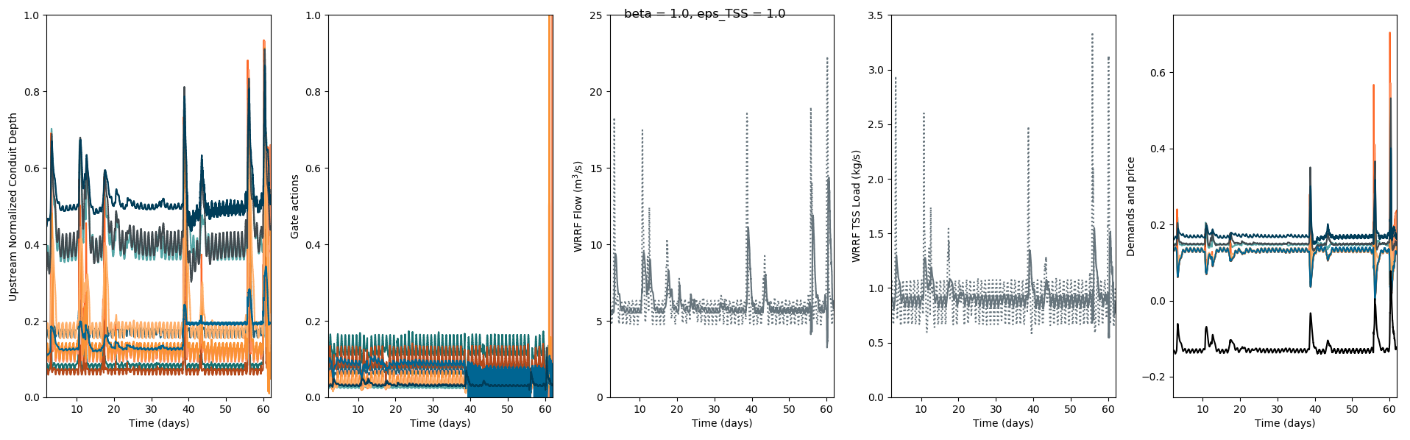 beta = 1.0, eps_TSS = 1.0
Upstream Normalized Conduit Depth
1.0
0.8
0.6
0.4
0.2
0.0
10 20 30 40 50 60
Time (days)
Gate actions
1.0
0.8
0.6
0.4
0.2
0.0
10 20 30 40 50 60
Time (days)
WRRF Flow (m³/s)
25
20
15
10
5
0
10 20 30 40 50 60
Time (days)
WRRF TSS Load (kg/s)
3.5
3.0
2.5
2.0
1.5
1.0
0.5
0.0
10 20 30 40 50 60
Time (days)
Demands and price
0.6
0.4
0.2
0.0
−0.2
10 20 30 40 50 60
Time (days)